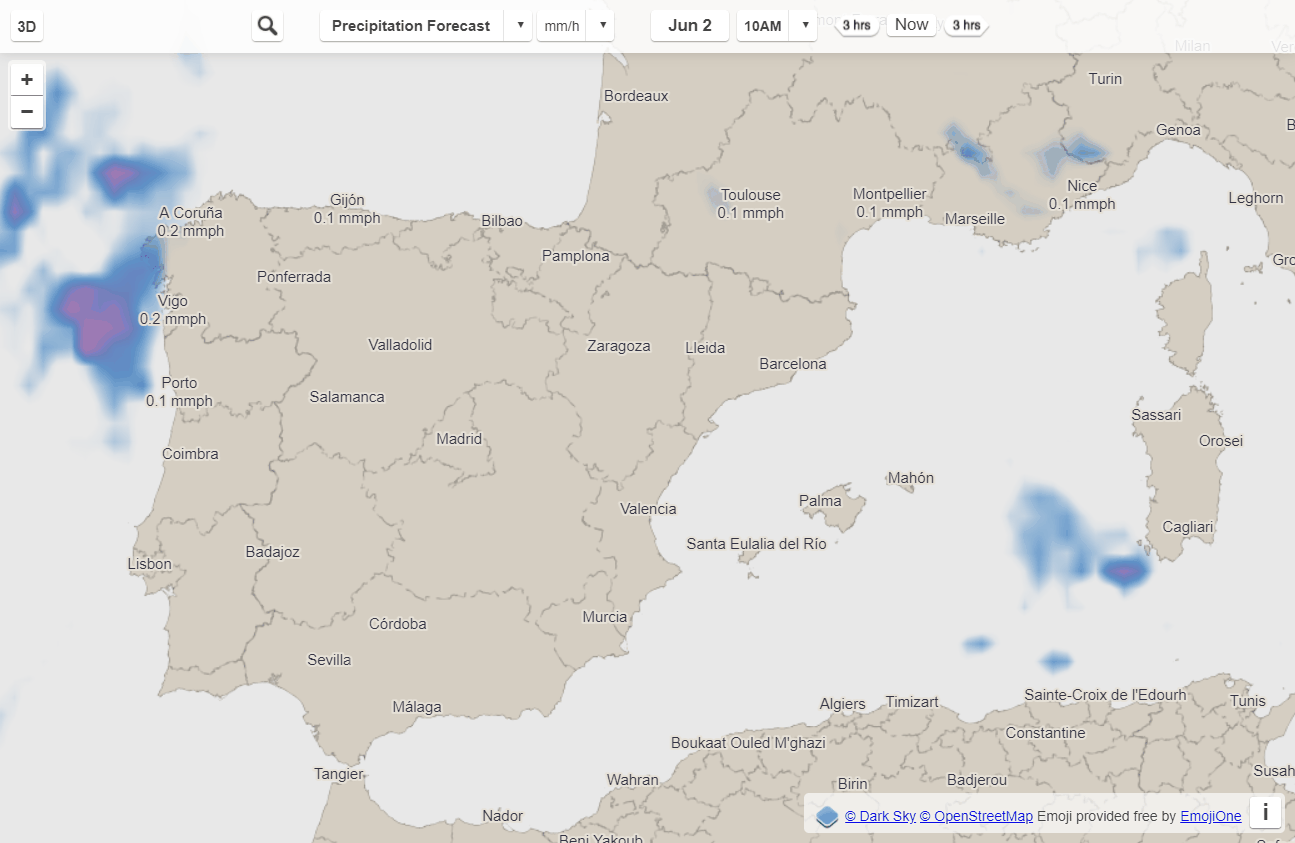 3D
Precipitation Forecast
mm/h
Jun 2
10AM
3 hrs
Now
3 hrs
Milan
+
−
Turin
Bordeaux
Genoa
Nice
0.1 mmph
A Coruña
0.2 mmph
Gijón
0.1 mmph
Bilbao
Toulouse
0.1 mmph
Montpellier
0.1 mmph
Marseille
Leghorn
Pamplona
Ponferrada
Vigo
0.2 mmph
Valladolid
Zaragoza
Lleida
Barcelona
Porto
0.1 mmph
Salamanca
Sassari
Madrid
Orosei
Coimbra
Mahón
Palma
Valencia
Cagliari
Santa Eulalia del Río
Badajoz
Lisbon
Murcia
Córdoba
Sevilla
Málaga
Algiers
Timizart
Sainte-Croix de l'Edourh
Tunis
Constantine
Boukaat Ouled M'ghazi
Tangier
Wahran
Birin
Badjerou
Susah
Nador
© Dark Sky © OpenStreetMap Emoji provided free by EmojiOne
i
Beni Yakoub